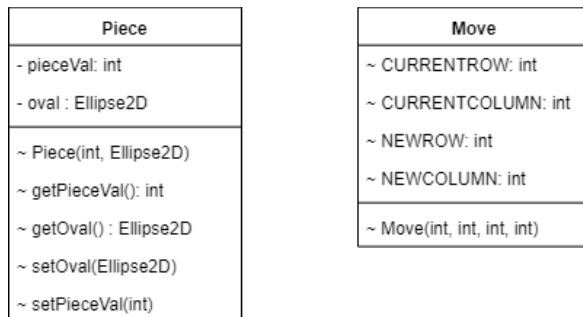 Piece
- pieceVal: int
- oval : Ellipse2D
~ Piece(int, Ellipse2D)
~ getPieceVal(): int
~ getOval() : Ellipse2D
~ setOval(Ellipse2D)
~ setPieceVal(int)
Move
~ CURRENTROW: int
~ CURRENTCOLUMN: int
~ NEWROW: int
~ NEWCOLUMN: int
~ Move(int, int, int, int)